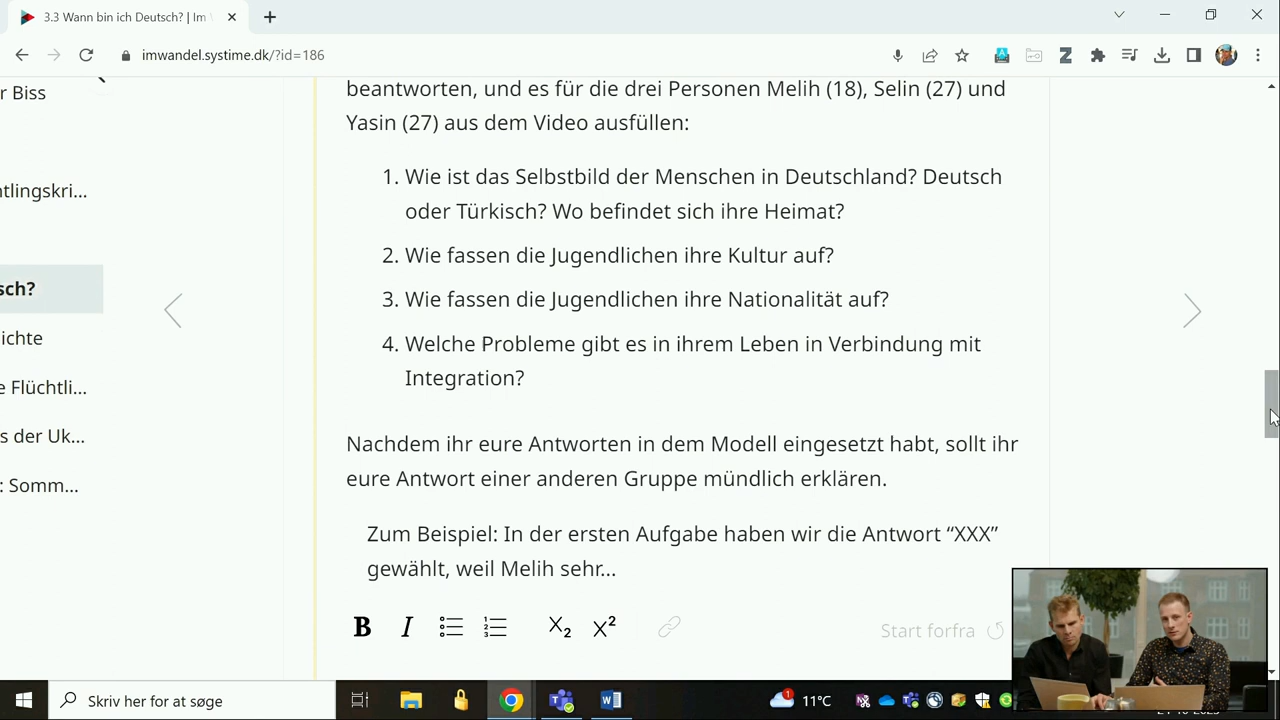 3.3 Wann bin ich Deutsch? | Im
imwandel.systime.dk/?id=186
r Biss
ntlingskri...
sch?
ichte
e Flüchtli...
s der Uk...
: Somm...
beantworten, und es für die drei Personen Melih (18), Selin (27) und
Yasin (27) aus dem Video ausfüllen:
1. Wie ist das Selbstbild der Menschen in Deutschland? Deutsch
oder Türkisch? Wo befindet sich ihre Heimat?
2. Wie fassen die Jugendlichen ihre Kultur auf?
3. Wie fassen die Jugendlichen ihre Nationalität auf?
4. Welche Probleme gibt es in ihrem Leben in Verbindung mit
Integration?
Nachdem ihr eure Antworten in dem Modell eingesetzt habt, sollt ihr
eure Antwort einer anderen Gruppe mündlich erklären.
Zum Beispiel: In der ersten Aufgabe haben wir die Antwort “XXX”
gewählt, weil Melih sehr...
B I X₂ X² Start forfra
Skriv her for at søge
1 11°C